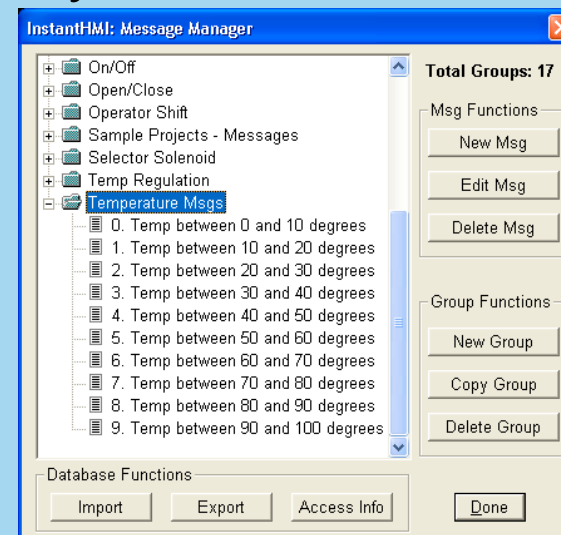 InstantHMI: Message Manager
On/Off
Open/Close
Operator Shift
Sample Projects - Messages
Selector Solenoid
Temp Regulation
Temperature Msgs
0. Temp between 0 and 10 degrees
1. Temp between 10 and 20 degrees
2. Temp between 20 and 30 degrees
3. Temp between 30 and 40 degrees
4. Temp between 40 and 50 degrees
5. Temp between 50 and 60 degrees
6. Temp between 60 and 70 degrees
7. Temp between 70 and 80 degrees
8. Temp between 80 and 90 degrees
9. Temp between 90 and 100 degrees
Total Groups: 17
Msg Functions
New Msg
Edit Msg
Delete Msg
Group Functions
New Group
Copy Group
Delete Group
Database Functions
Import Export Access Info
Done